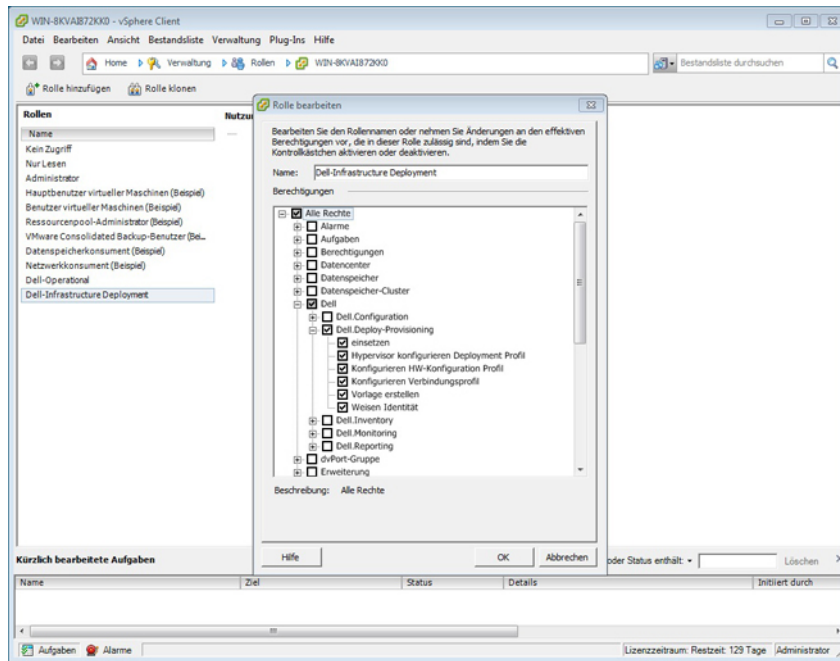 WIN-8KVAI872KK0 - vSphere Client
Datei Bearbeiten Ansicht Bestandsliste Verwaltung Plug-Ins Hilfe
Home Verwaltung Rollen WIN-8KVAI872KK0 Bestandsliste durchsuchen
Rolle hinzufügen Rolle klonen
Rollen
Name
Kein Zugriff
Nur Lesen
Administrator
Hauptbenutzer virtueller Maschinen (Beispiel)
Benutzer virtueller Maschinen (Beispiel)
Ressourcenpool-Administrator (Beispiel)
VMware Consolidated Backup-Benutzer (Bei...
Datenspeicherkonsument (Beispiel)
Netzwerkkonsument (Beispiel)
Dell-Operational
Dell-Infrastructure Deployment
Nutzu
Rolle bearbeiten
Bearbeiten Sie den Rollennamen oder nehmen Sie Änderungen an den effektiven
Berechtigungen vor, die in dieser Rolle zulässig sind, indem Sie die
Kontrollkästchen aktivieren oder deaktivieren.
Name: Dell-Infrastructure Deployment
Berechtigungen
Alle Rechte
Alarme
Aufgaben
Berechtigungen
Datencenter
Datenspeicher
Datenspeicher-Cluster
Dell
Dell.Configuration
Dell.Deploy-Provisioning
einsetzen
Hypervisor konfigurieren Deployment Profil
Konfigurieren HW-Konfiguration Profil
Konfigurieren Verbindungsprofil
Vorlage erstellen
Weisen Identität
Dell.Inventory
Dell.Monitoring
Dell.Reporting
dvPort-Gruppe
Erweiterung
Beschreibung: Alle Rechte
Hilfe OK Abbrechen
Kürzlich bearbeitete Aufgaben oder Status enthält: Löschen
Name Ziel Status Details Initiiert durch
Aufgaben Alarme Lizenzzeitraum: Restzeit: 129 Tage Administrator